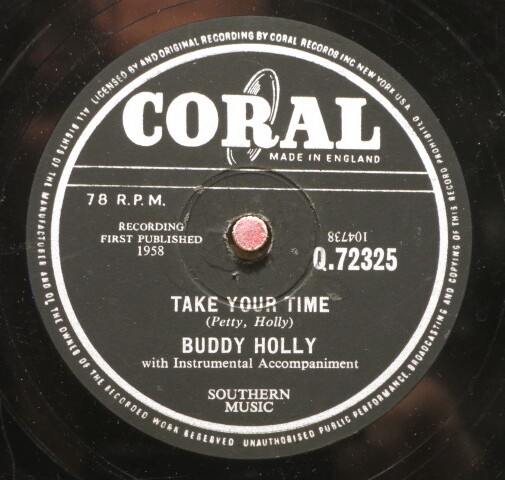 ALL RIGHTS OF THE MANUFACTURER AND OF THE OWNER OF THE RECORDED WORK RESERVED UNAUTHORISED PUBLIC PERFORMANCE, BROADCASTING AND COPYING OF THIS RECORD PROHIBITED
LICENSED BY AND ORIGINAL RECORDING BY CORAL RECORDS INC NEW YORK U.S.A.
CORAL
MADE IN ENGLAND
78 R.P.M.
RECORDING
FIRST PUBLISHED
1958
104738
Q.72325
TAKE YOUR TIME
(Petty, Holly)
BUDDY HOLLY
with Instrumental Accompaniment
SOUTHERN
MUSIC